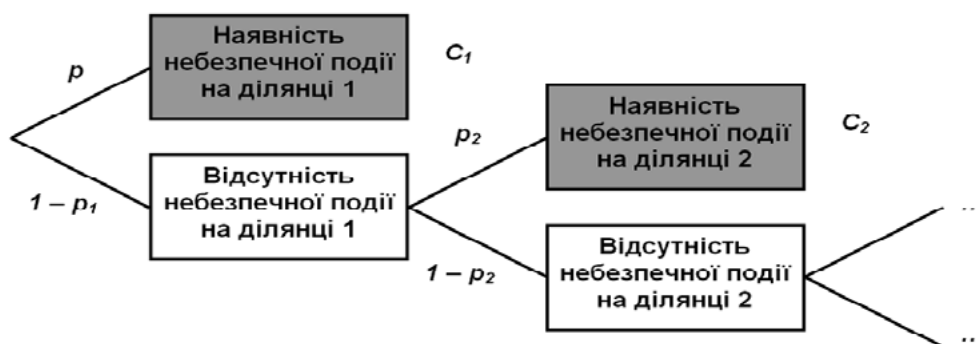 Наявність
небезпечної події
на ділянці 1
C₁
p
Наявність
небезпечної події
на ділянці 2
C₂
p₂
Відсутність
небезпечної події
на ділянці 1
1 – p₁
..
Відсутність
небезпечної події
на ділянці 2
1 – p₂
..